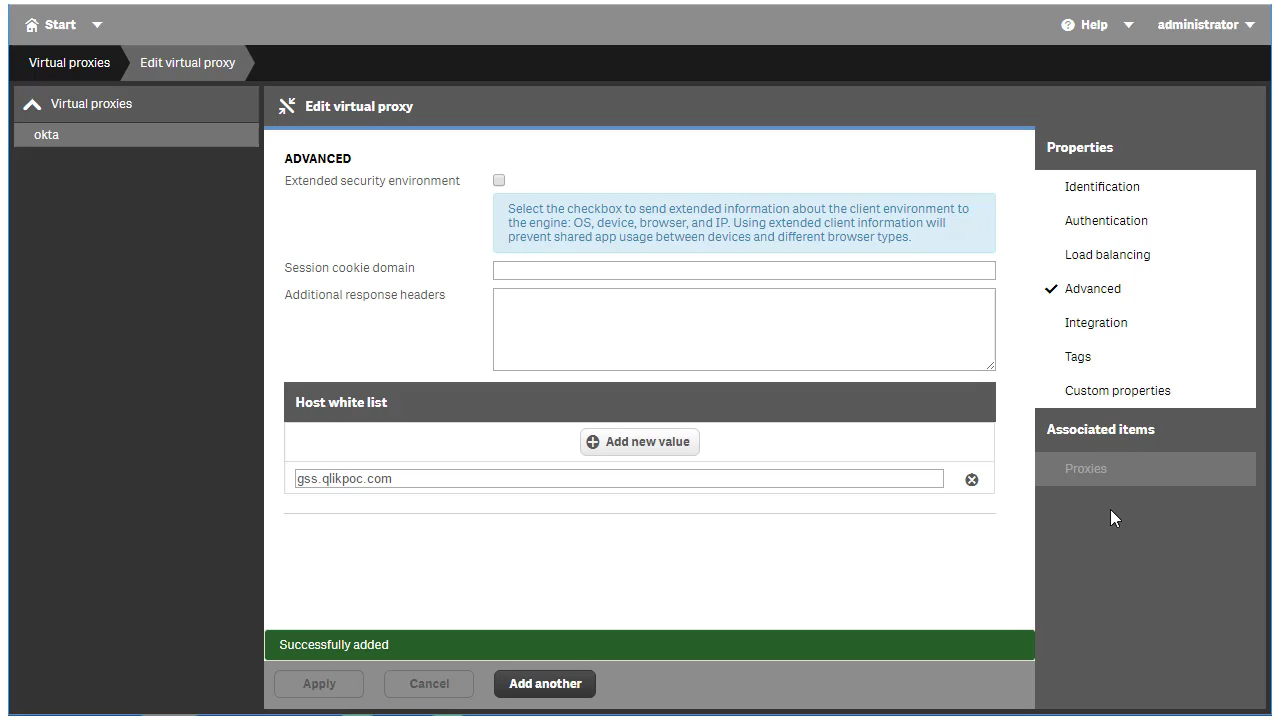 Start
Help
administrator
Virtual proxies
Edit virtual proxy
Virtual proxies
okta
Edit virtual proxy
ADVANCED
Extended security environment
Select the checkbox to send extended information about the client environment to
the engine: OS, device, browser, and IP. Using extended client information will
prevent shared app usage between devices and different browser types.
Session cookie domain
Additional response headers
Host white list
Add new value
gss.qlikpoc.com
Successfully added
Apply
Cancel
Add another
Properties
Identification
Authentication
Load balancing
Advanced
Integration
Tags
Custom properties
Associated items
Proxies